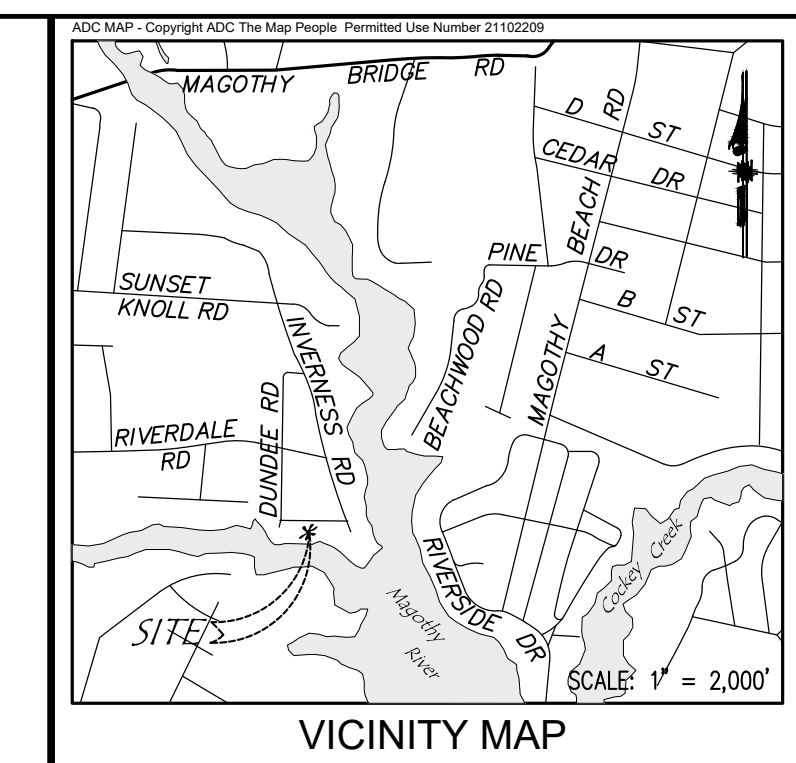 ADC MAP - Copyright ADC The Map People Permitted Use Number 21102209
MAGOTHY BRIDGE RD
D ST
CEDAR DR
MAGOTHY BEACH RD
PINE DR
B ST
A ST
SUNSET
KNOLL RD
INVERNESS RD
BEACHWOOD RD
DUNDEE RD
RIVERDALE
RD
RIVERSIDE DR
Cockey Creek
Magothy
River
SITE
SCALE: 1" = 2,000'
VICINITY MAP